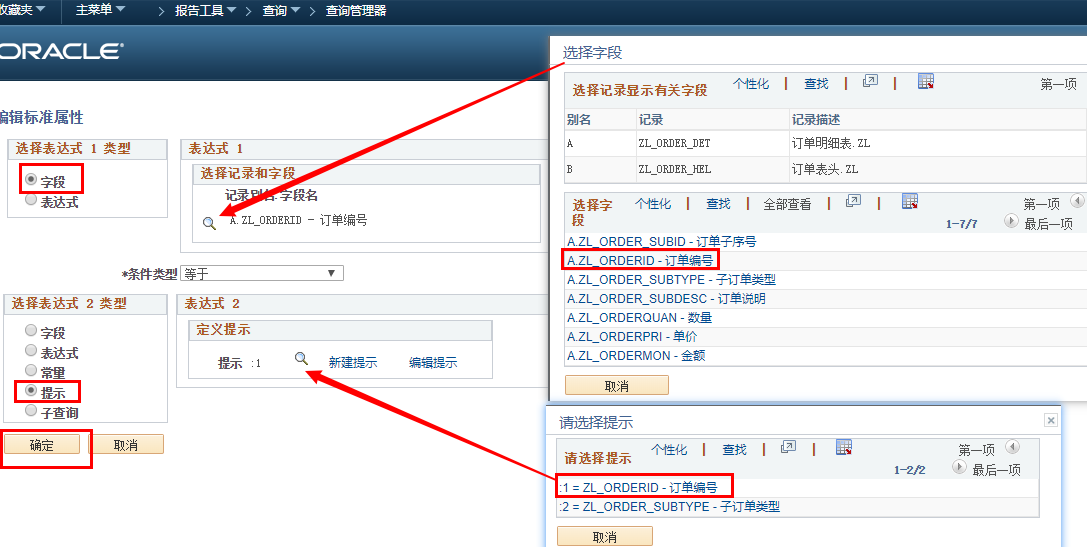 收藏夹 主菜单 报告工具 查询 查询管理器
ORACLE
编辑标准属性
选择表达式 1 类型
字段
表达式
表达式 1
选择记录和字段
记录别名.字段名
A.ZL_ORDERID - 订单编号
*条件类型 等于
选择表达式 2 类型
字段
表达式
常量
提示
子查询
表达式 2
定义提示
提示 :1 新建提示 编辑提示
确定 取消
选择字段
选择记录显示有关字段 个性化 | 查找 | | 第一项
别名 记录 记录描述
A ZL_ORDER_DET 订单明细表.ZL
B ZL_ORDER_HEL 订单表头.ZL
选择字段 个性化 | 查找 | 全部查看 | | 第一项
1-7/7 最后一项
A.ZL_ORDER_SUBID - 订单子序号
A.ZL_ORDERID - 订单编号
A.ZL_ORDER_SUBTYPE - 子订单类型
A.ZL_ORDER_SUBDESC - 订单说明
A.ZL_ORDERQUAN - 数量
A.ZL_ORDERPRI - 单价
A.ZL_ORDERMON - 金额
取消
请选择提示
请选择提示 个性化 | 查找 | | 第一项
1-2/2 最后一项
:1 = ZL_ORDERID - 订单编号
:2 = ZL_ORDER_SUBTYPE - 子订单类型
取消